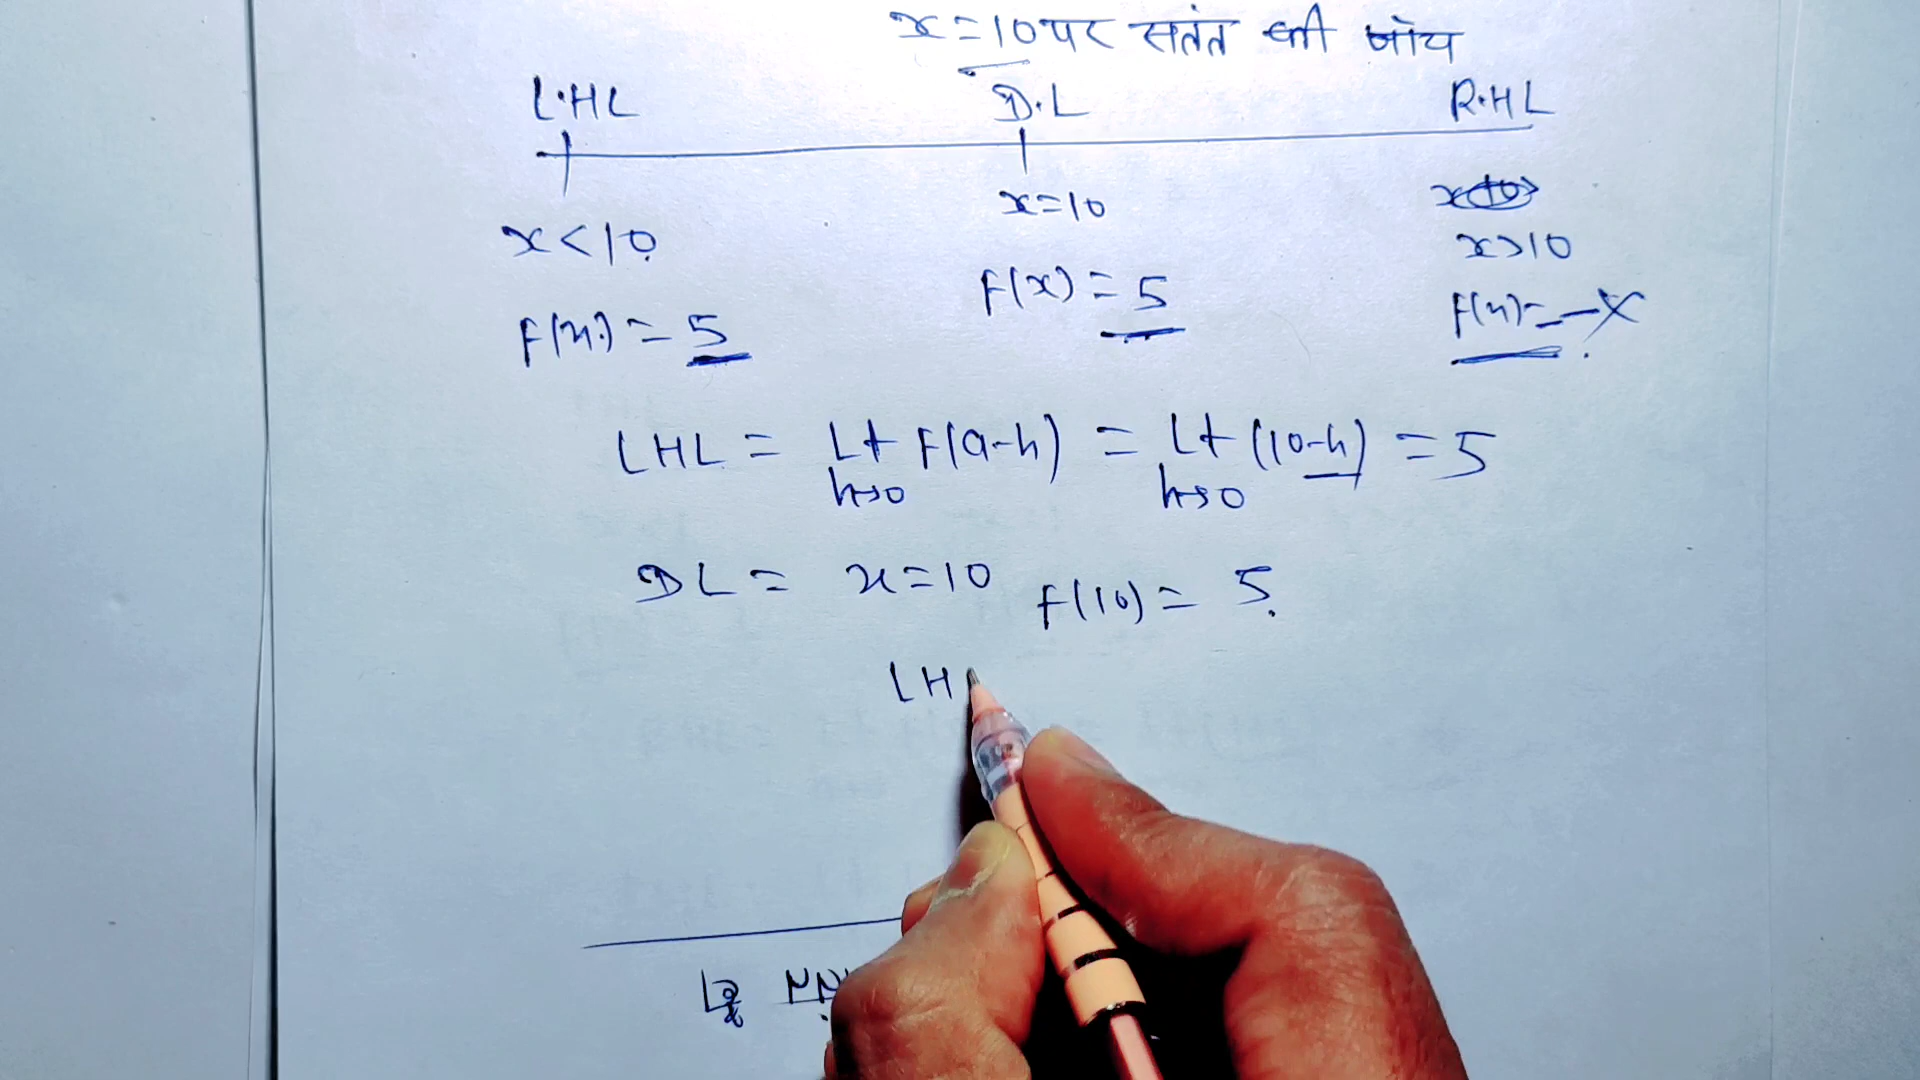 x=10 पर सतंत की जाँच
L·HL D.L R·HL
x=10
x<10 x>10
F(x)=5 F(x)=5 F(x)=-X
LHL = Lt F(a-h) = Lt (10-h) = 5
h→0 h→0
DL = x=10 F(10) = 5.
LH